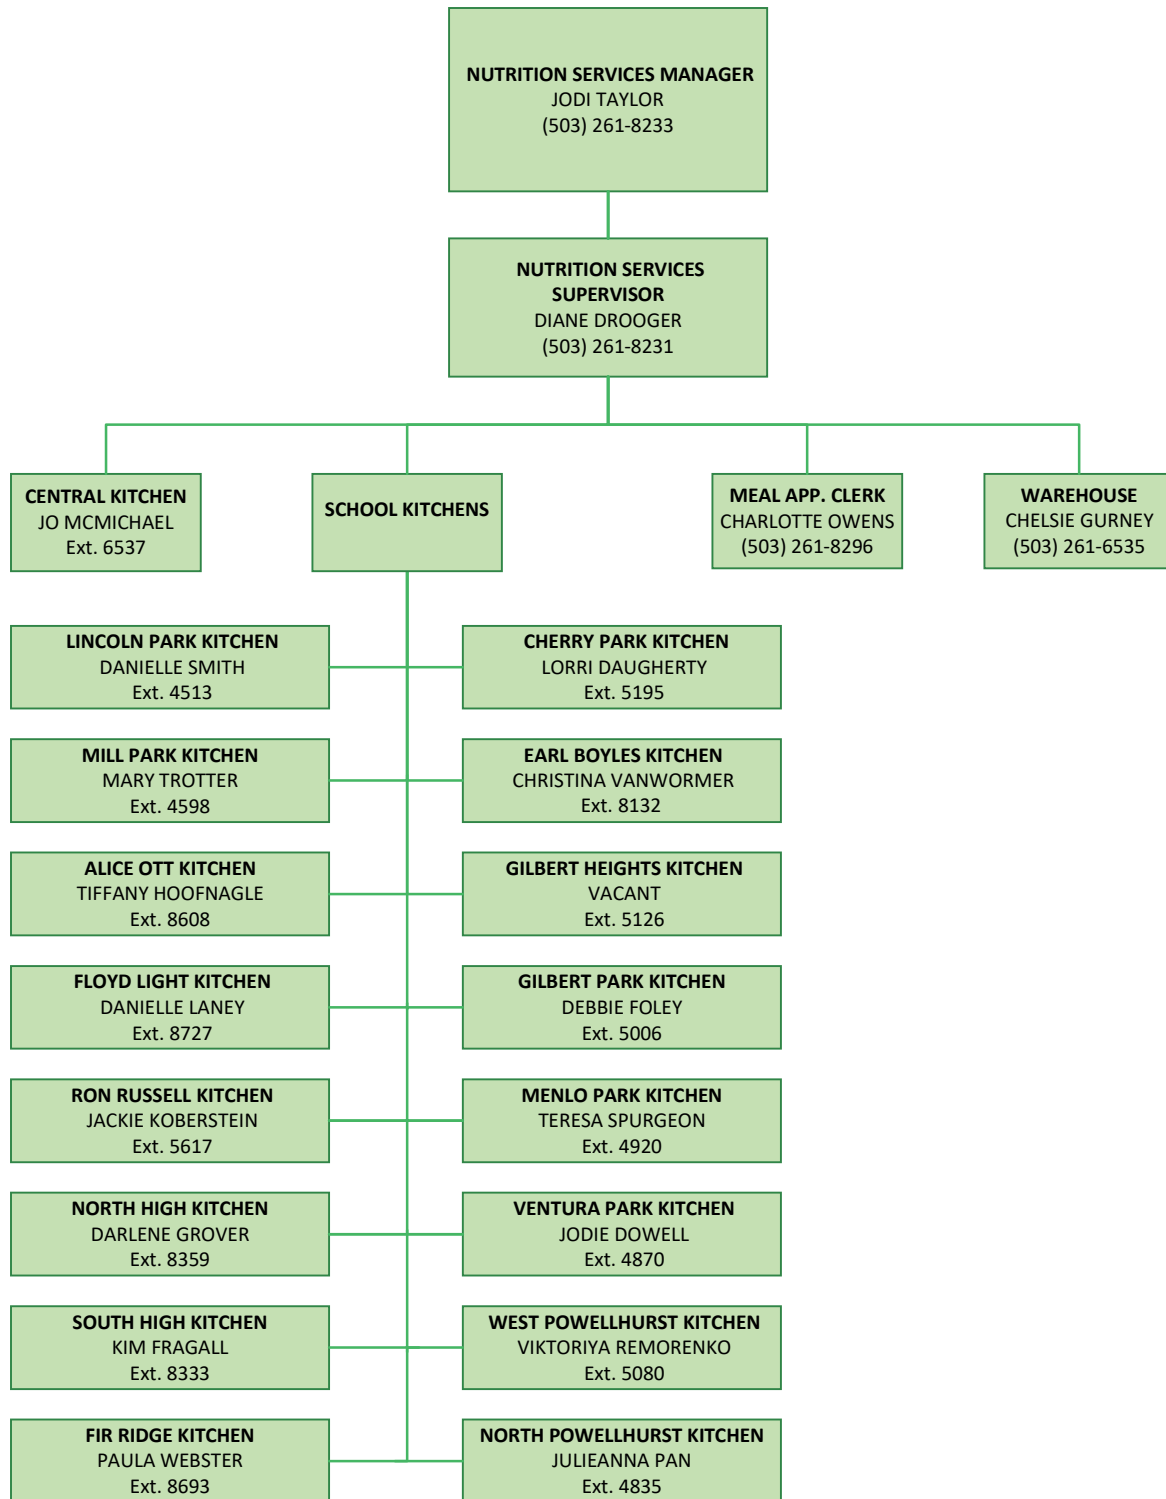 NUTRITION SERVICES MANAGER
JODI TAYLOR
(503) 261-8233
NUTRITION SERVICES
SUPERVISOR
DIANE DROOGER
(503) 261-8231
CENTRAL KITCHEN
JO MCMICHAEL
Ext. 6537
SCHOOL KITCHENS
MEAL APP. CLERK
CHARLOTTE OWENS
(503) 261-8296
WAREHOUSE
CHELSIE GURNEY
(503) 261-6535
LINCOLN PARK KITCHEN
DANIELLE SMITH
Ext. 4513
CHERRY PARK KITCHEN
LORRI DAUGHERTY
Ext. 5195
MILL PARK KITCHEN
MARY TROTTER
Ext. 4598
EARL BOYLES KITCHEN
CHRISTINA VANWORMER
Ext. 8132
ALICE OTT KITCHEN
TIFFANY HOOFNAGLE
Ext. 8608
GILBERT HEIGHTS KITCHEN
VACANT
Ext. 5126
FLOYD LIGHT KITCHEN
DANIELLE LANEY
Ext. 8727
GILBERT PARK KITCHEN
DEBBIE FOLEY
Ext. 5006
RON RUSSELL KITCHEN
JACKIE KOBERSTEIN
Ext. 5617
MENLO PARK KITCHEN
TERESA SPURGEON
Ext. 4920
NORTH HIGH KITCHEN
DARLENE GROVER
Ext. 8359
VENTURA PARK KITCHEN
JODIE DOWELL
Ext. 4870
SOUTH HIGH KITCHEN
KIM FRAGALL
Ext. 8333
WEST POWELLHURST KITCHEN
VIKTORIYA REMORENKO
Ext. 5080
FIR RIDGE KITCHEN
PAULA WEBSTER
Ext. 8693
NORTH POWELLHURST KITCHEN
JULIEANNA PAN
Ext. 4835